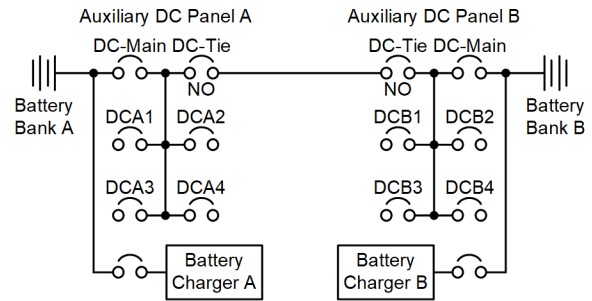 Auxiliary DC Panel A
Auxiliary DC Panel B
DC-Main DC-Tie
DC-Tie DC-Main
NO
NO
Battery
Bank A
Battery
Bank B
DCA1
DCA2
DCB1
DCB2
DCA3
DCA4
DCB3
DCB4
Battery
Charger A
Battery
Charger B